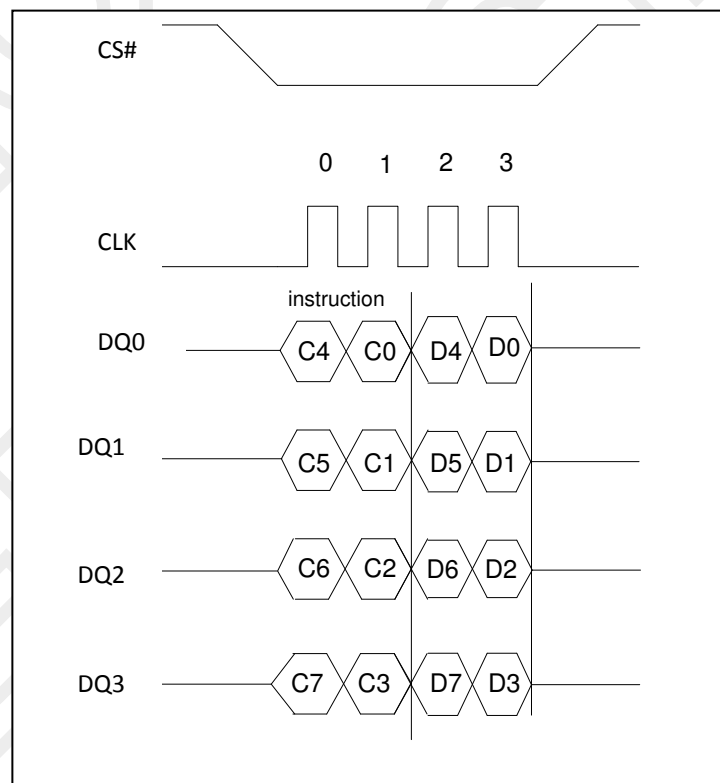 CS#
0 1 2 3
CLK
instruction
DQ0 C4 C0 D4 D0
DQ1 C5 C1 D5 D1
DQ2 C6 C2 D6 D2
DQ3 C7 C3 D7 D3